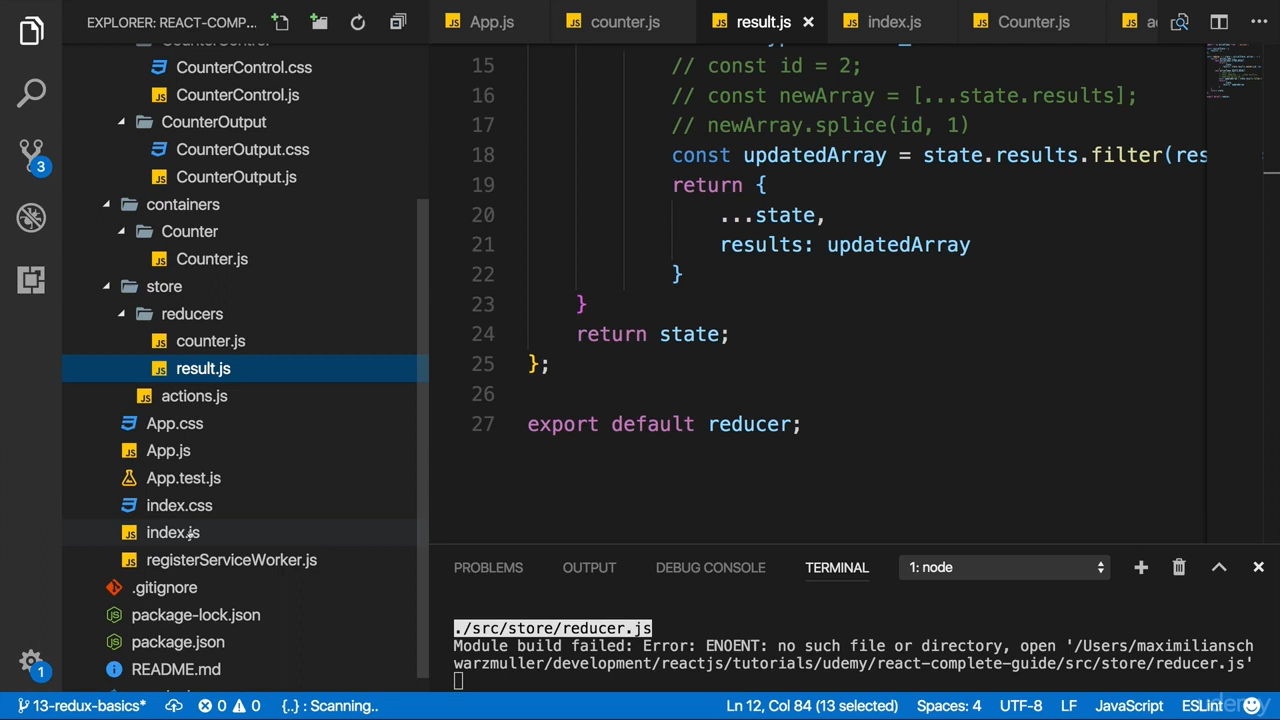 EXPLORER: REACT-COMP...
App.js
counter.js
result.js
index.js
Counter.js
CounterControl
CounterControl.css
CounterControl.js
CounterOutput
CounterOutput.css
CounterOutput.js
containers
Counter
Counter.js
store
reducers
counter.js
result.js
actions.js
App.css
App.js
App.test.js
index.css
index.js
registerServiceWorker.js
.gitignore
package-lock.json
package.json
README.md
3
1
15 // const id = 2;
16 // const newArray = [...state.results];
17 // newArray.splice(id, 1)
18 const updatedArray = state.results.filter(res
19 return {
20 ...state,
21 results: updatedArray
22 }
23 }
24 return state;
25 };
26
27 export default reducer;
PROBLEMS OUTPUT DEBUG CONSOLE TERMINAL 1: node
./src/store/reducer.js
Module build failed: Error: ENOENT: no such file or directory, open '/Users/maximiliansch
warzmuller/development/reactjs/tutorials/udemy/react-complete-guide/src/store/reducer.js'
13-redux-basics* 0 0 {..} : Scanning.. Ln 12, Col 84 (13 selected) Spaces: 4 UTF-8 LF JavaScript ESLint
udemy